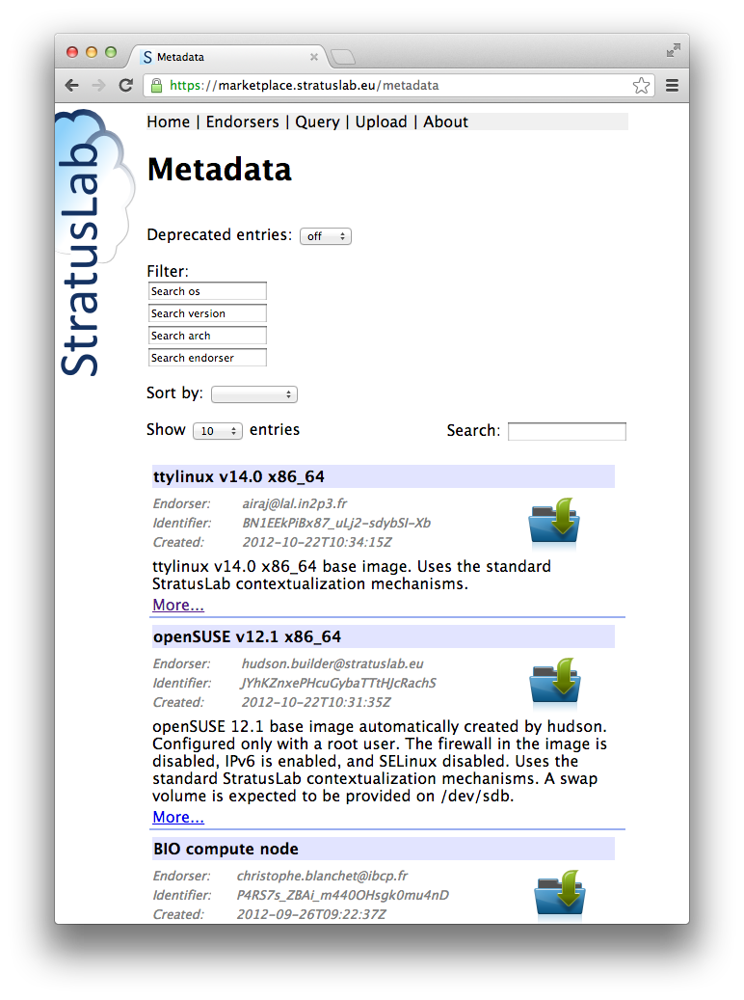 S Metadata
https://marketplace.stratuslab.eu/metadata
StratusLab
Home | Endorsers | Query | Upload | About
Metadata
Deprecated entries: off
Filter:
Search os
Search version
Search arch
Search endorser
Sort by:
Show 10 entries Search:
ttylinux v14.0 x86_64
Endorser: airaj@lal.in2p3.fr
Identifier: BN1EEkPiBx87_uLj2-sdybSI-Xb
Created: 2012-10-22T10:34:15Z
ttylinux v14.0 x86_64 base image. Uses the standard
StratusLab contextualization mechanisms.
More...
openSUSE v12.1 x86_64
Endorser: hudson.builder@stratuslab.eu
Identifier: JYhKZnxePHcuGybaTTtHJcRachS
Created: 2012-10-22T10:31:35Z
openSUSE 12.1 base image automatically created by hudson.
Configured only with a root user. The firewall in the image is
disabled, IPv6 is enabled, and SELinux disabled. Uses the
standard StratusLab contextualization mechanisms. A swap
volume is expected to be provided on /dev/sdb.
More...
BIO compute node
Endorser: christophe.blanchet@ibcp.fr
Identifier: P4RS7s_ZBAi_m440OHsgk0mu4nD
Created: 2012-09-26T09:22:37Z